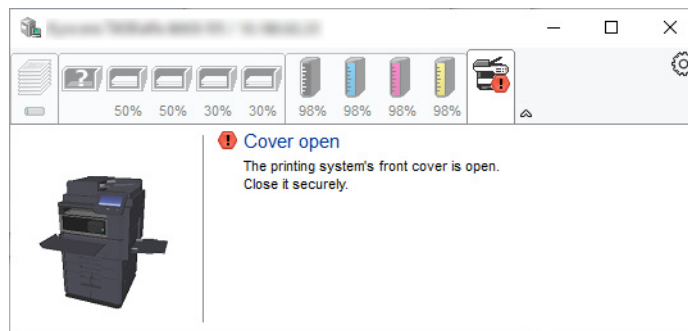 ?
50% 50% 30% 30% 98% 98% 98% 98%
Cover open
The printing system's front cover is open.
Close it securely.